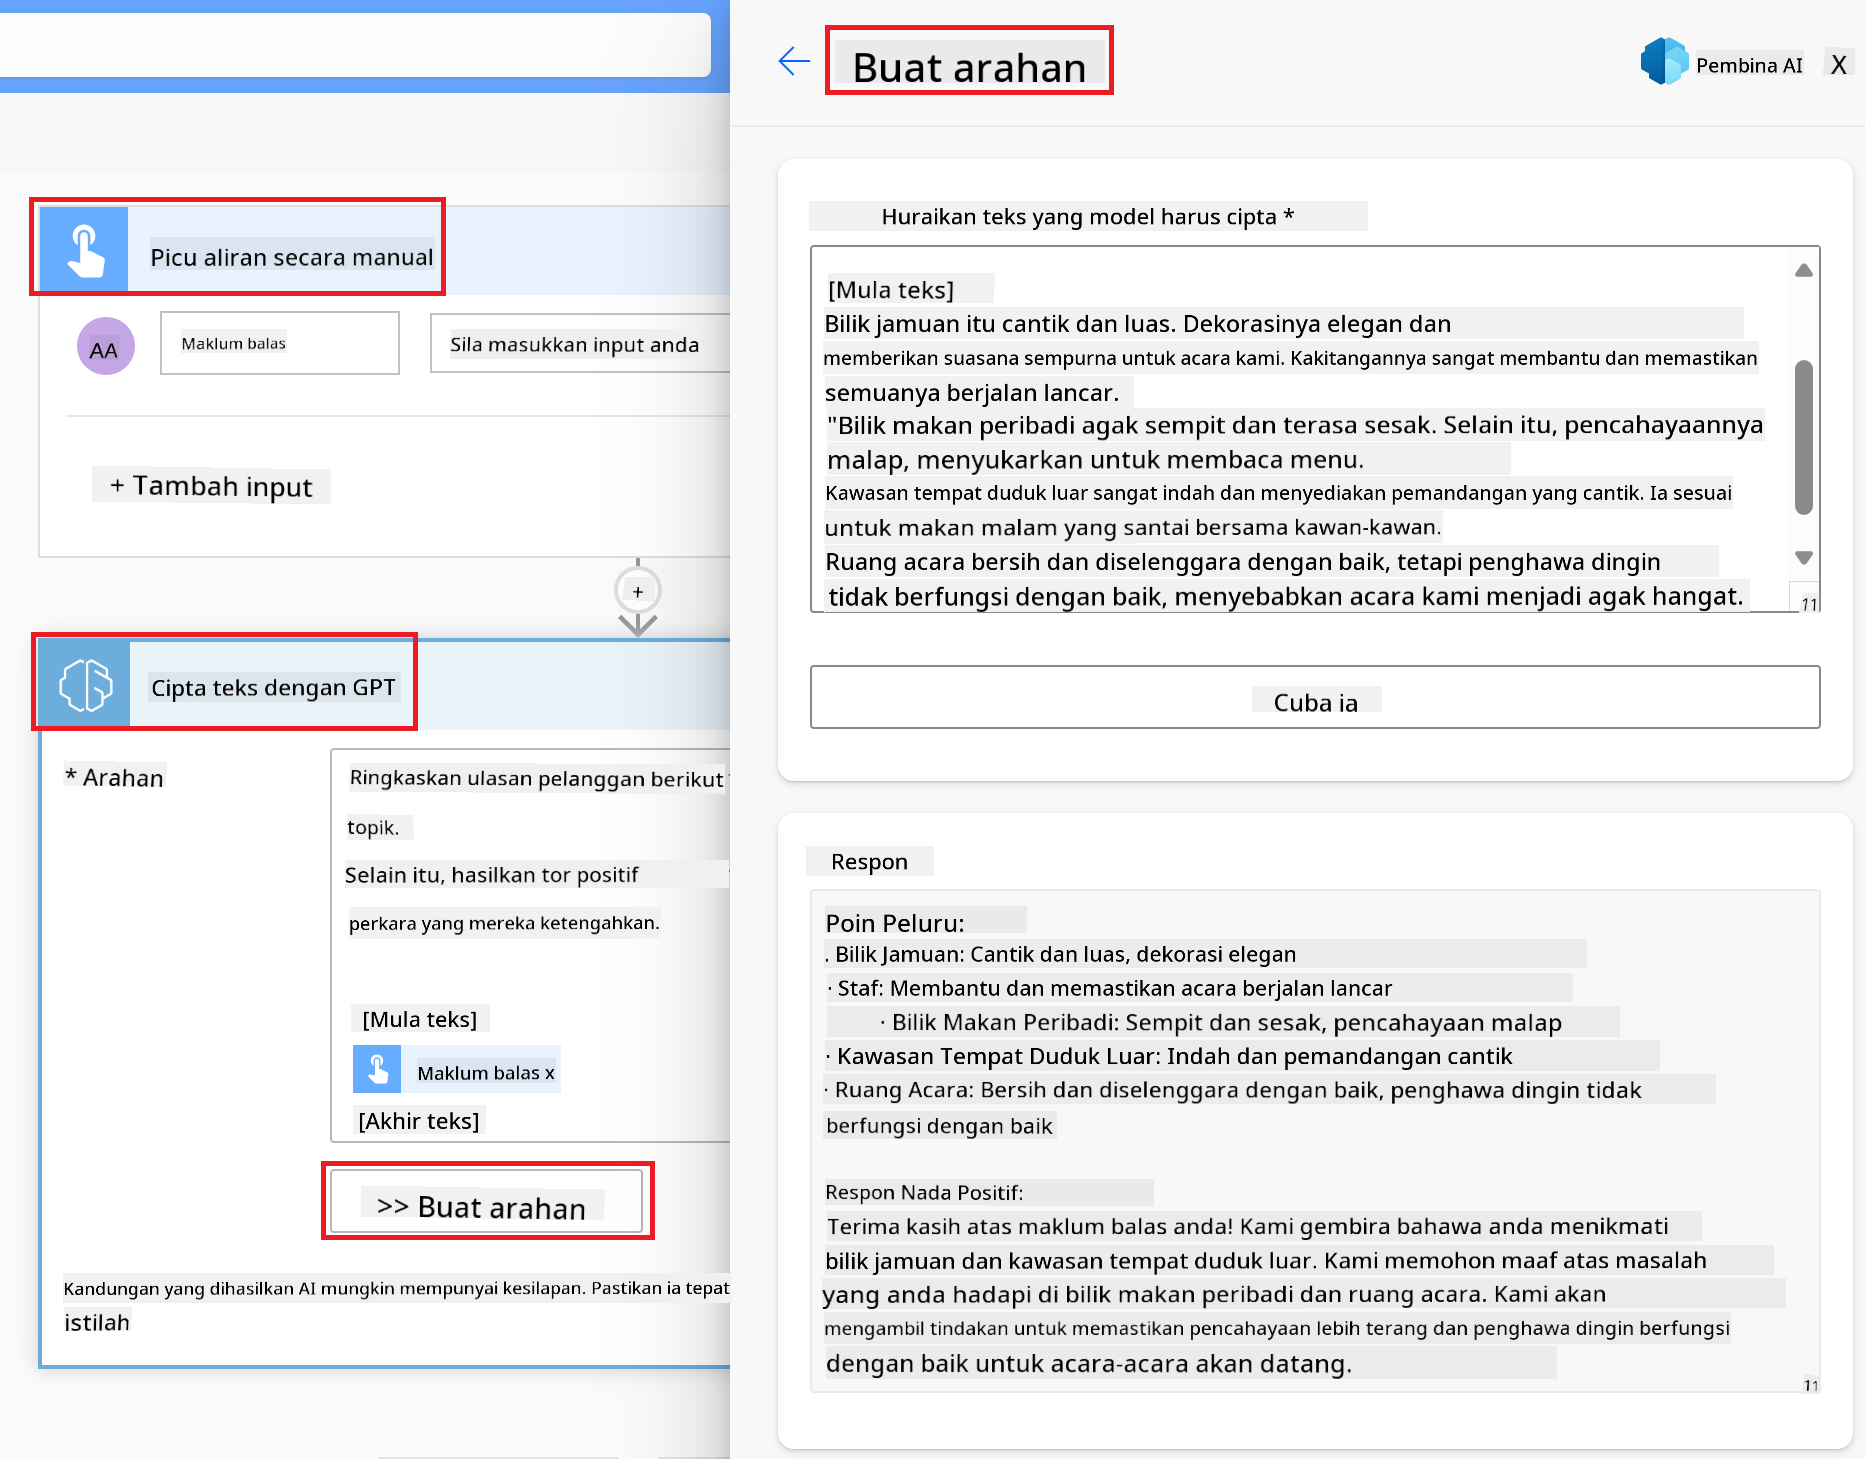 Picu aliran secara manual
AA
Maklum balas
Sila masukkan input anda
+ Tambah input
+
Cipta teks dengan GPT
* Arahan
Ringkaskan ulasan pelanggan berikut
topik.
Selain itu, hasilkan tor positif
perkara yang mereka ketengahkan.
[Mula teks]
Maklum balas x
[Akhir teks]
>> Buat arahan
Kandungan yang dihasilkan AI mungkin mempunyai kesilapan. Pastikan ia tepat
istilah
Buat arahan
Pembina AI
X
Huraikan teks yang model harus cipta *
[Mula teks]
Bilik jamuan itu cantik dan luas. Dekorasinya elegan dan
memberikan suasana sempurna untuk acara kami. Kakitangannya sangat membantu dan memastikan
semuanya berjalan lancar.
"Bilik makan peribadi agak sempit dan terasa sesak. Selain itu, pencahayaannya
malap, menyukarkan untuk membaca menu.
Kawasan tempat duduk luar sangat indah dan menyediakan pemandangan yang cantik. Ia sesuai
untuk makan malam yang santai bersama kawan-kawan.
Ruang acara bersih dan diselenggara dengan baik, tetapi penghawa dingin
tidak berfungsi dengan baik, menyebabkan acara kami menjadi agak hangat.
11
Cuba ia
Respon
Poin Peluru:
. Bilik Jamuan: Cantik dan luas, dekorasi elegan
· Staf: Membantu dan memastikan acara berjalan lancar
· Bilik Makan Peribadi: Sempit dan sesak, pencahayaan malap
· Kawasan Tempat Duduk Luar: Indah dan pemandangan cantik
· Ruang Acara: Bersih dan diselenggara dengan baik, penghawa dingin tidak
berfungsi dengan baik
Respon Nada Positif:
Terima kasih atas maklum balas anda! Kami gembira bahawa anda menikmati
bilik jamuan dan kawasan tempat duduk luar. Kami memohon maaf atas masalah
yang anda hadapi di bilik makan peribadi dan ruang acara. Kami akan
mengambil tindakan untuk memastikan pencahayaan lebih terang dan penghawa dingin berfungsi
dengan baik untuk acara-acara akan datang.
11